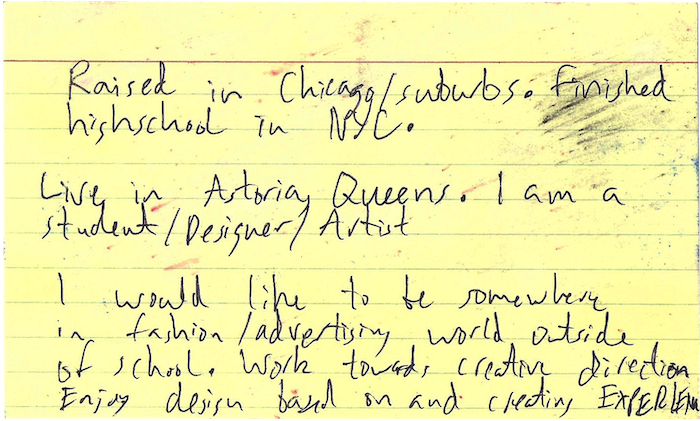 Raised in Chicago/suburbs. Finished
highschool in NYC.
Live in Astoria, Queens. I am a
student/Designer/Artist
I would like to be somewhere
in fashion/advertising world outside
of school. Work towards creative direction
Enjoy design based on and creating